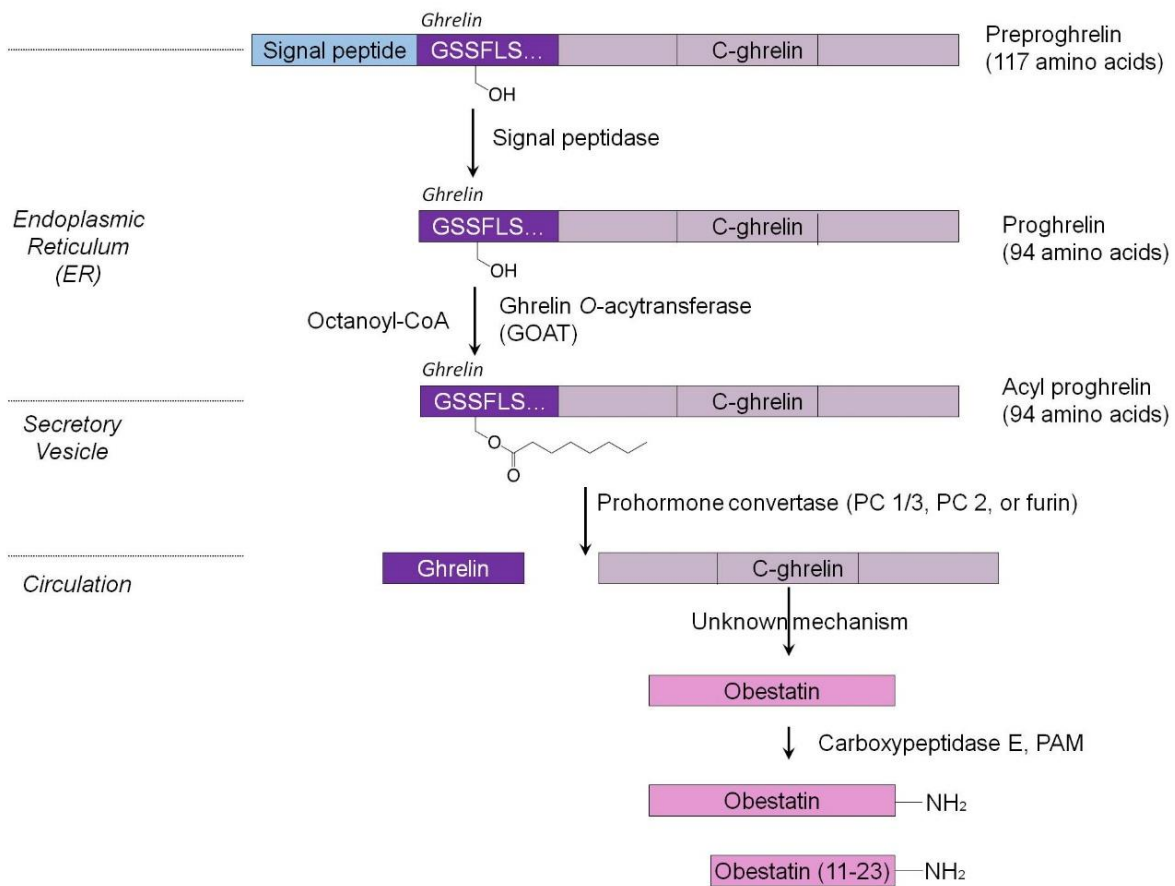 Ghrelin
Signal peptide
GSSFLS...
C-ghrelin
Preproghrelin
(117 amino acids)
OH
Signal peptidase
Endoplasmic
Reticulum
(ER)
Ghrelin
GSSFLS...
C-ghrelin
Proghrelin
(94 amino acids)
OH
Octanoyl-CoA
Ghrelin O-acytransferase
(GOAT)
Ghrelin
GSSFLS...
C-ghrelin
Acyl proghrelin
(94 amino acids)
Secretory
Vesicle
O
O
Prohormone convertase (PC 1/3, PC 2, or furin)
Circulation
Ghrelin
C-ghrelin
Unknown mechanism
Obestatin
Carboxypeptidase E, PAM
Obestatin
NH₂
Obestatin (11-23)
NH₂